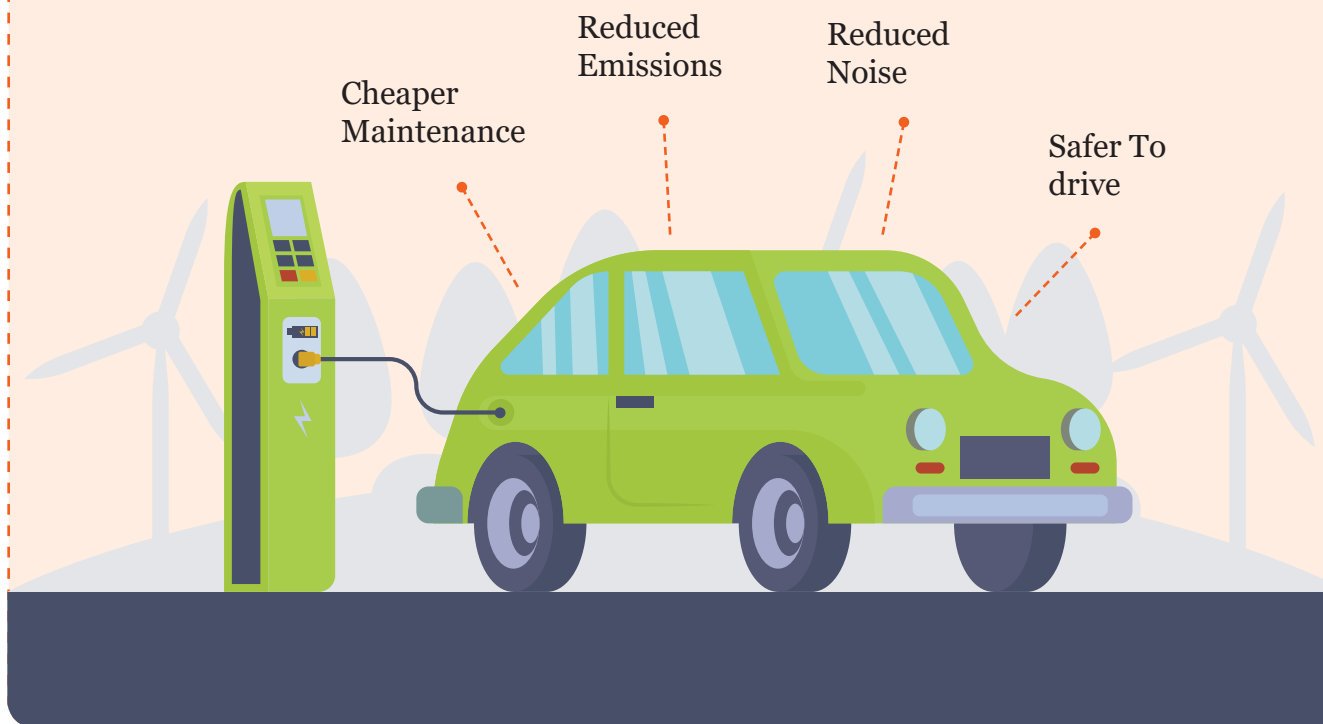 Cheaper
Maintenance
Reduced
Emissions
Reduced
Noise
Safer To
drive